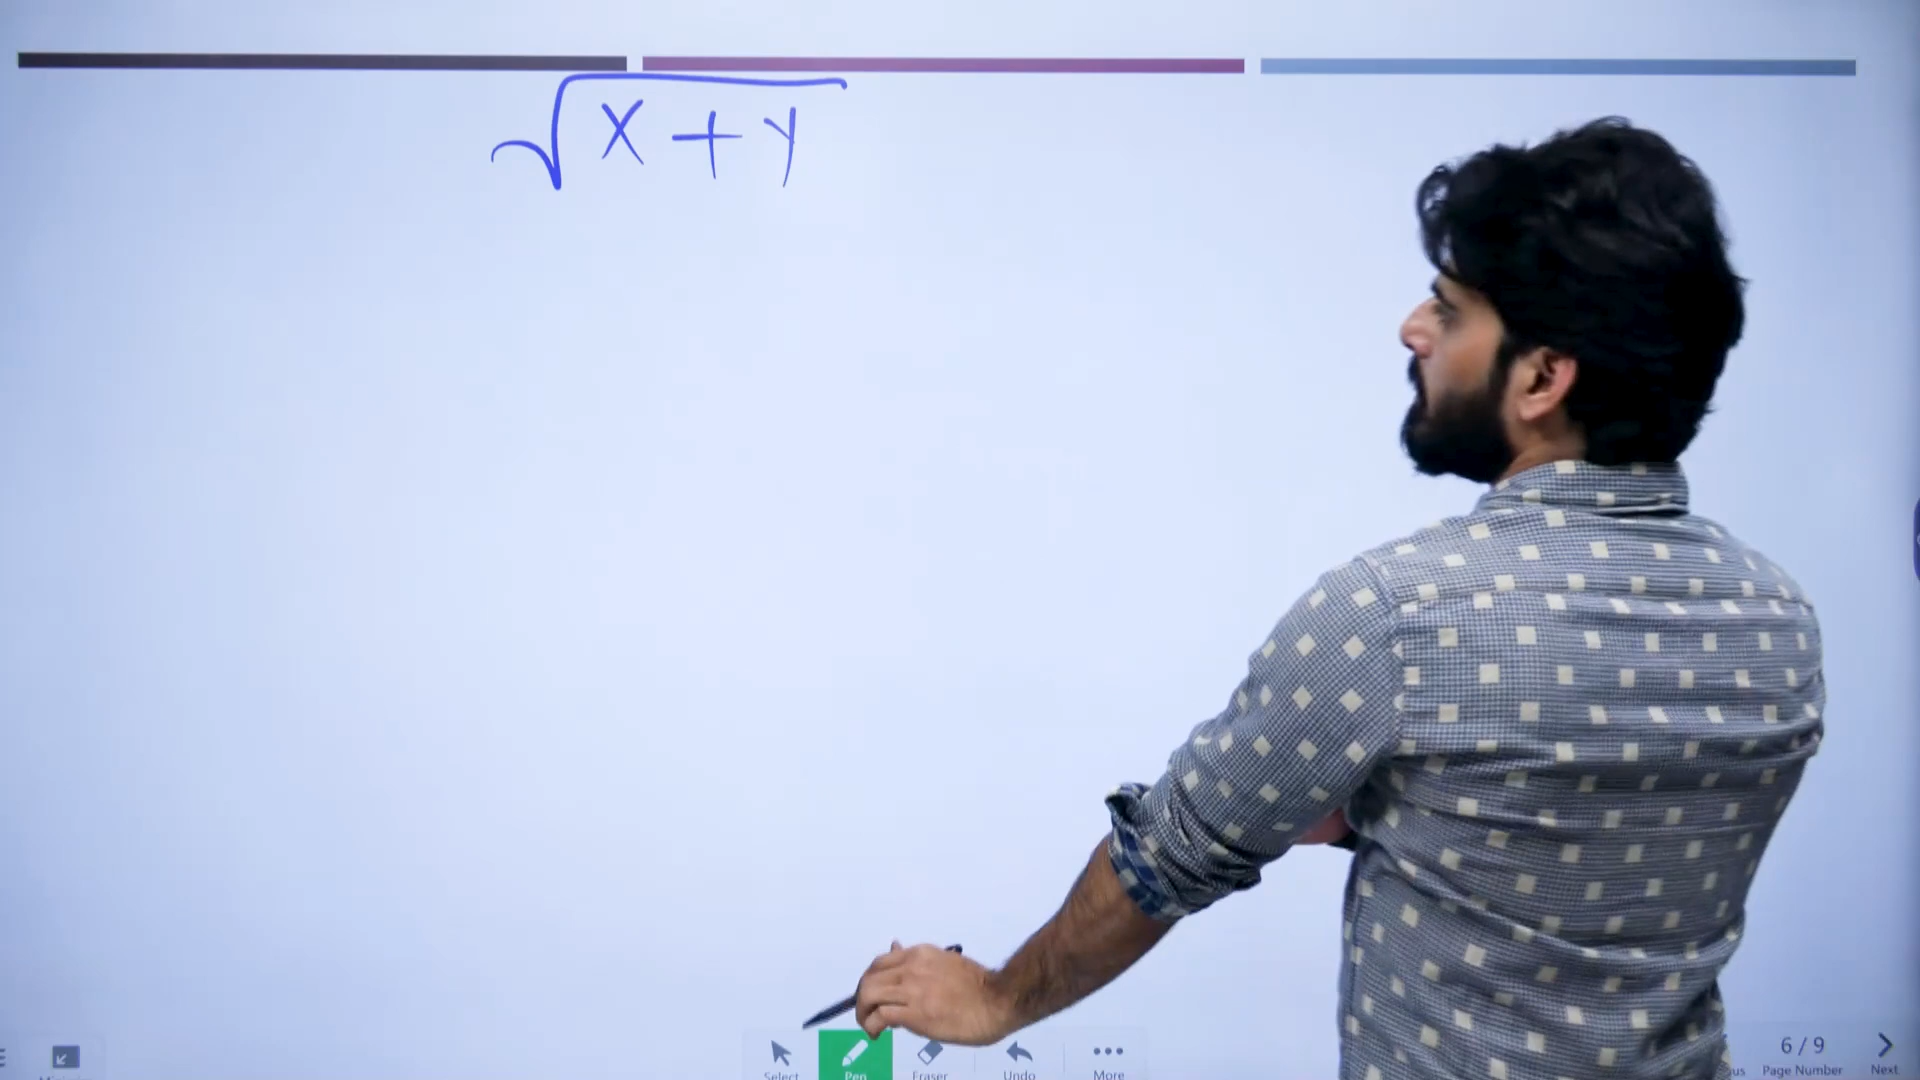 √(x + y)
Select
Pen
Eraser
Undo
More
6 / 9
Page Number
Next